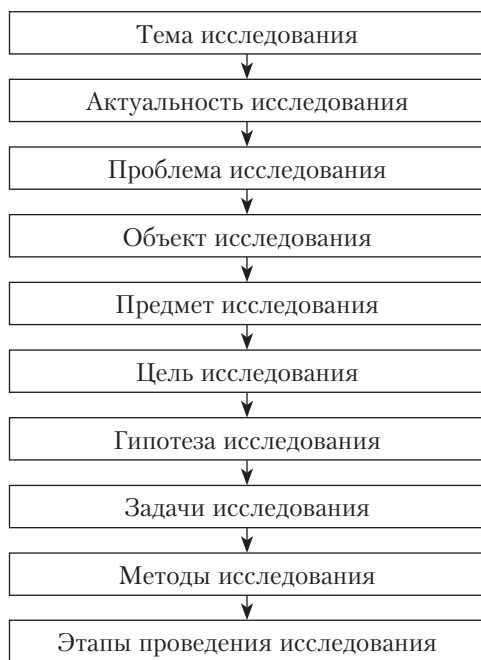 Тема исследования
Актуальность исследования
Проблема исследования
Объект исследования
Предмет исследования
Цель исследования
Гипотеза исследования
Задачи исследования
Методы исследования
Этапы проведения исследования